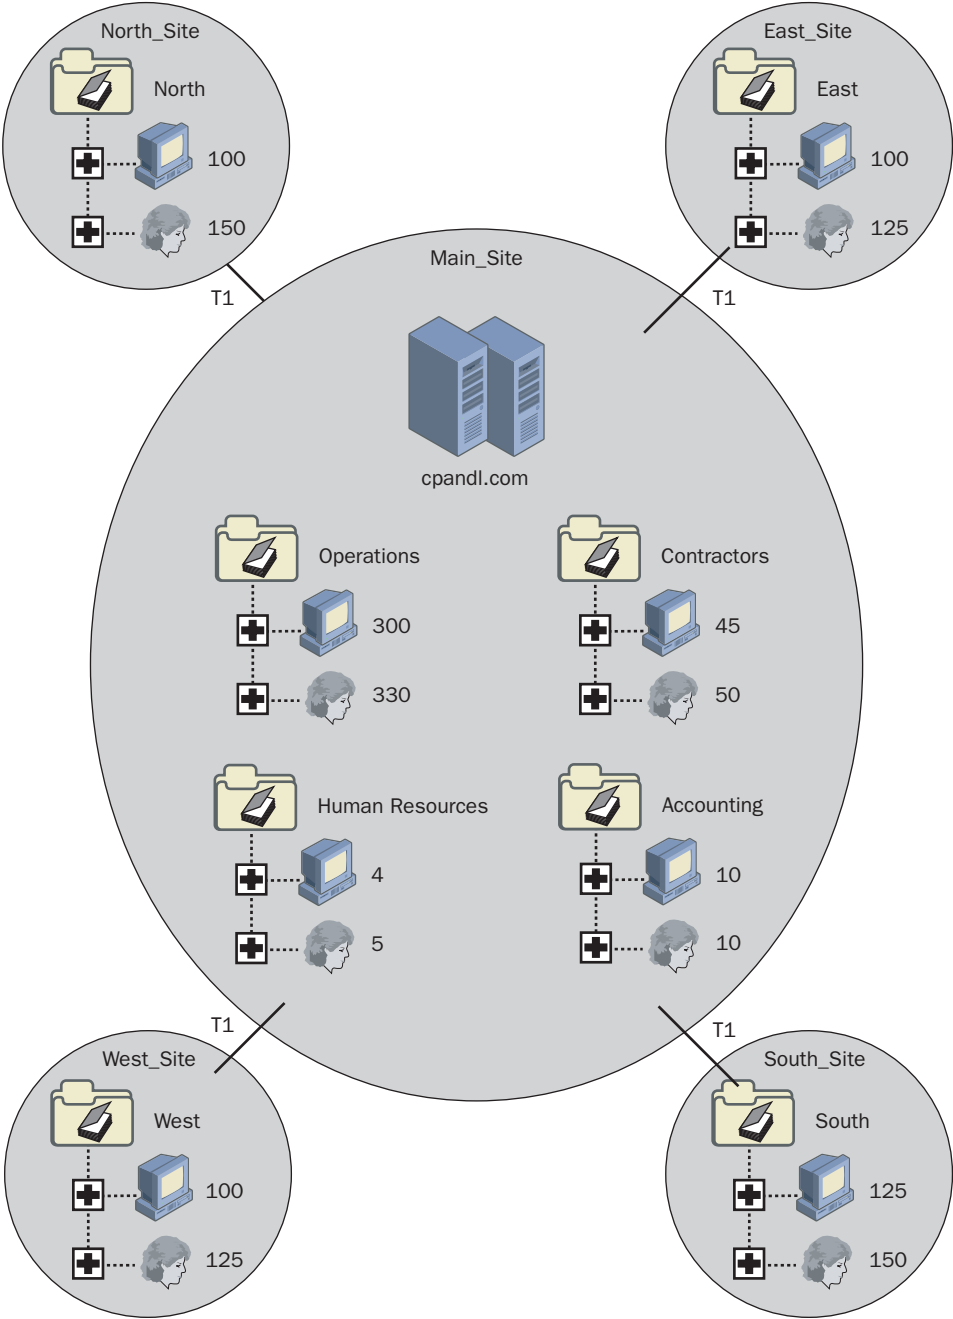 North_Site
North
100
150
East_Site
East
100
125
T1
T1
Main_Site
cpandl.com
Operations
300
330
Contractors
45
50
Human Resources
4
5
Accounting
10
10
T1
T1
West_Site
West
100
125
South_Site
South
125
150